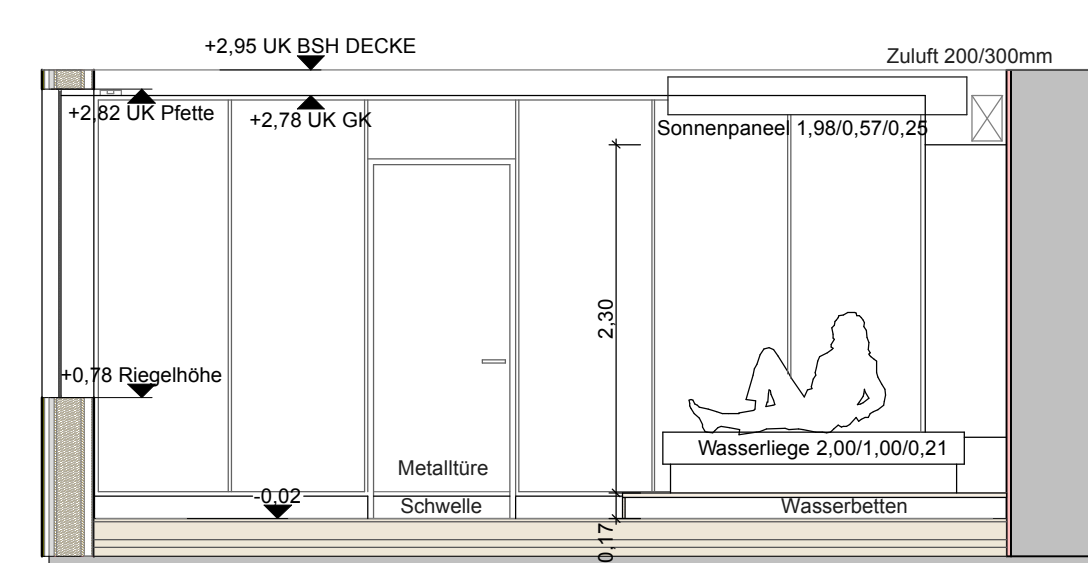 +2,95 UK BSH DECKE
Zuluft 200/300mm
+2,82 UK Pfette
+2,78 UK GK
Sonnenpaneel 1,98/0,57/0,25
2,30
+0,78 Riegelhöhe
Wasserliege 2,00/1,00/0,21
Metalltüre
-0,02
Schwelle
Wasserbetten
0,17